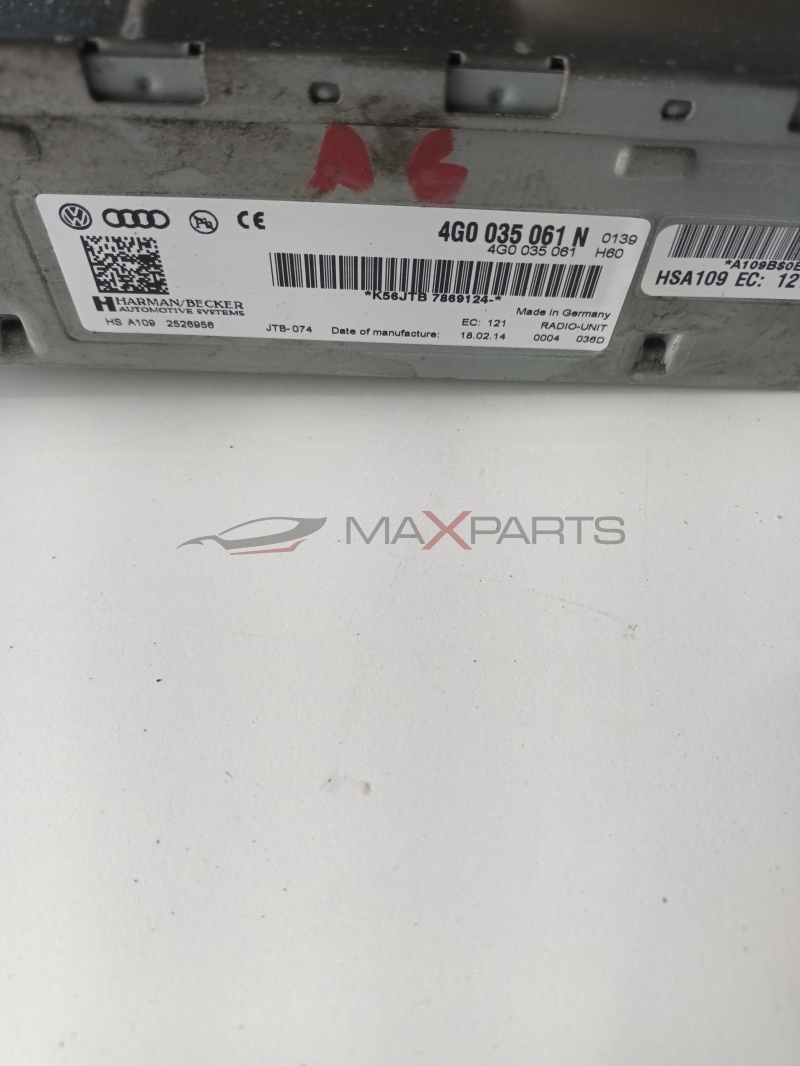 A6
4G0 035 061 N 0139
4G0 035 061 H60
*K56JTB 7869124-*
HARMAN/BECKER
AUTOMOTIVE SYSTEMS
Made in Germany
EC: 121 RADIO-UNIT
HS A109 2526956 JTB-074 Date of manufacture: 18.02.14 0004 036D
*A109BS0E
HSA109 EC: 12
MAXPARTS